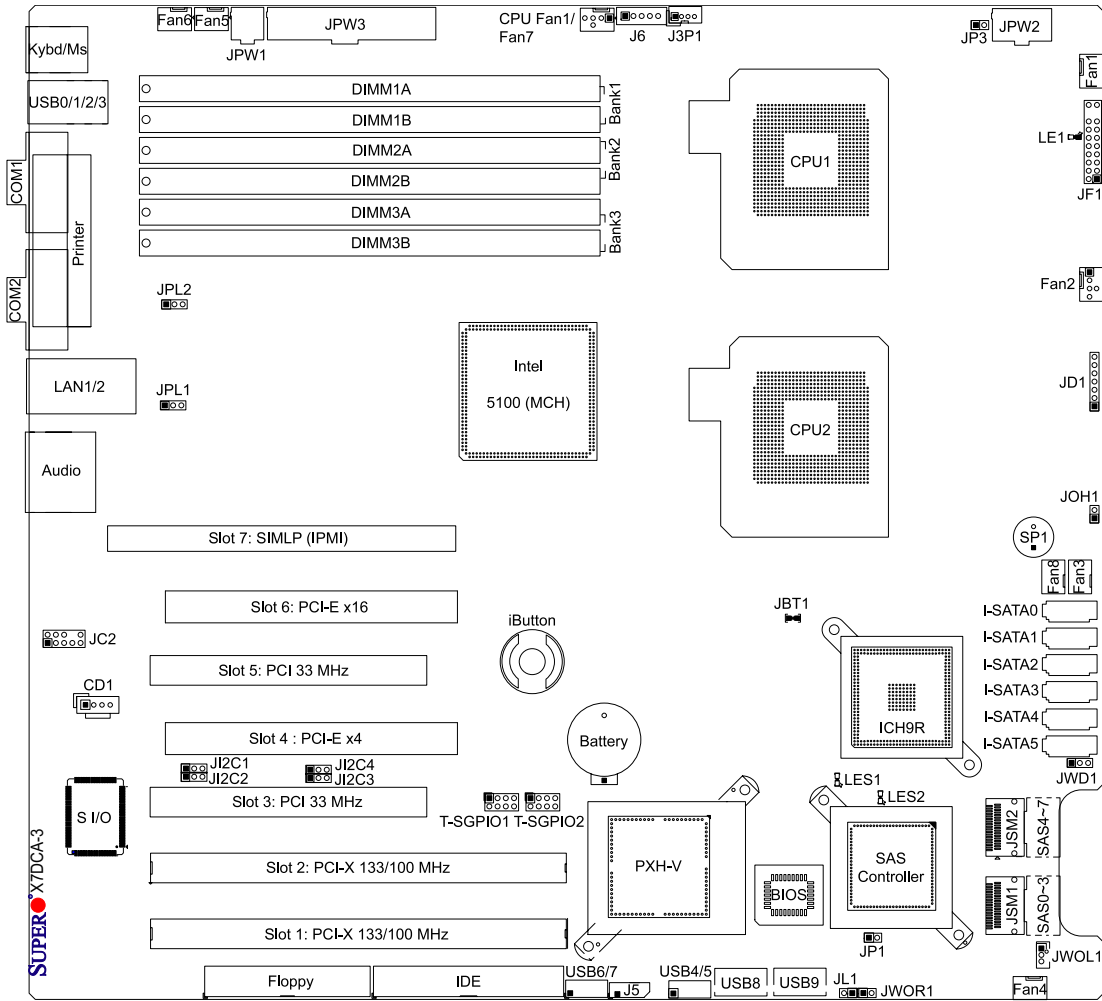 Fan6
Fan5
JPW1
JPW3
CPU Fan1/
Fan7
J6
J3P1
JP3
JPW2
Fan1
Kybd/Ms
USB0/1/2/3
DIMM1A
DIMM1B
Bank1
DIMM2A
DIMM2B
Bank2
DIMM3A
DIMM3B
Bank3
CPU1
LE1
JF1
COM1
Printer
COM2
Fan2
JPL2
LAN1/2
JPL1
Intel
5100 (MCH)
CPU2
JD1
Audio
JOH1
SP1
Slot 7: SIMLP (IPMI)
Fan8
Fan3
Slot 6: PCI-E x16
iButton
JBT1
I-SATA0
I-SATA1
I-SATA2
I-SATA3
I-SATA4
I-SATA5
JC2
Slot 5: PCI 33 MHz
CD1
ICH9R
Slot 4 : PCI-E x4
Battery
JI2C1
JI2C2
JI2C4
JI2C3
JWD1
LES1
LES2
S I/O
Slot 3: PCI 33 MHz
T-SGPIO1
T-SGPIO2
JSM2
SAS4~7
PXH-V
SAS
Controller
Slot 2: PCI-X 133/100 MHz
BIOS
JSM1
SAS0~3
SUPER X7DCA-3
Slot 1: PCI-X 133/100 MHz
JP1
JWOL1
Floppy
IDE
USB6/7
J5
USB4/5
USB8
USB9
JL1
JWOR1
Fan4